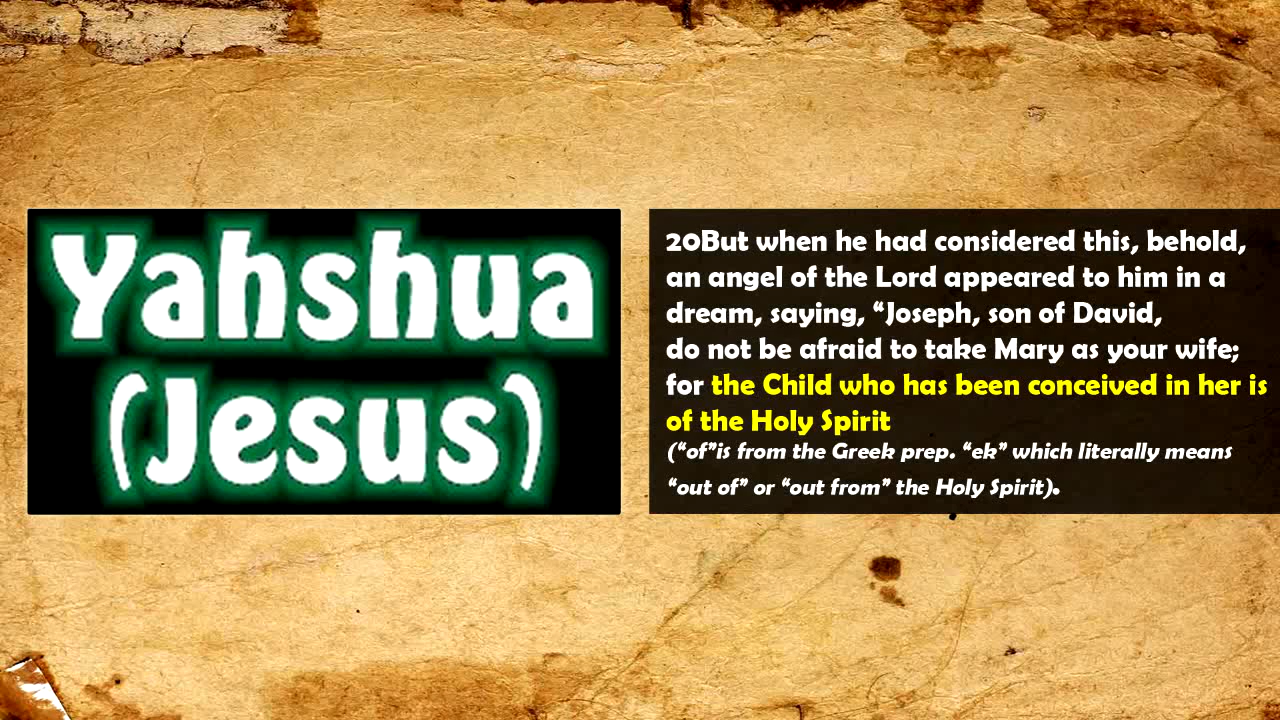 Yahshua
(Jesus)
20But when he had considered this, behold,
an angel of the Lord appeared to him in a
dream, saying, “Joseph, son of David,
do not be afraid to take Mary as your wife;
for the Child who has been conceived in her is
of the Holy Spirit
(“of”is from the Greek prep. “ek” which literally means
“out of” or “out from” the Holy Spirit).